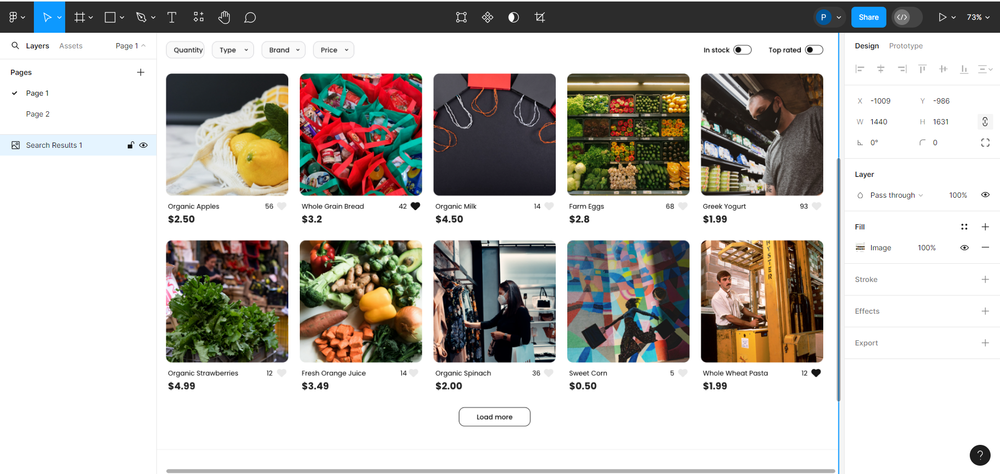 P
Share
73%
Layers
Assets
Page 1
Pages
Page 1
Page 2
Search Results 1
Quantity
Type
Brand
Price
In stock
Top rated
Organic Apples 56
$2.50
Whole Grain Bread 42
$3.2
Organic Milk 14
$4.50
Farm Eggs 68
$2.8
Greek Yogurt 93
$1.99
HYSTER
Organic Strawberries 12
$4.99
Fresh Orange Juice 14
$3.49
Organic Spinach 36
$2.00
Sweet Corn 5
$0.50
Whole Wheat Pasta 12
$1.99
Load more
Design
Prototype
X -1009 Y -986
W 1440 H 1631
0° 0
Layer
Pass through 100%
Fill
Image 100%
Stroke
Effects
Export
?